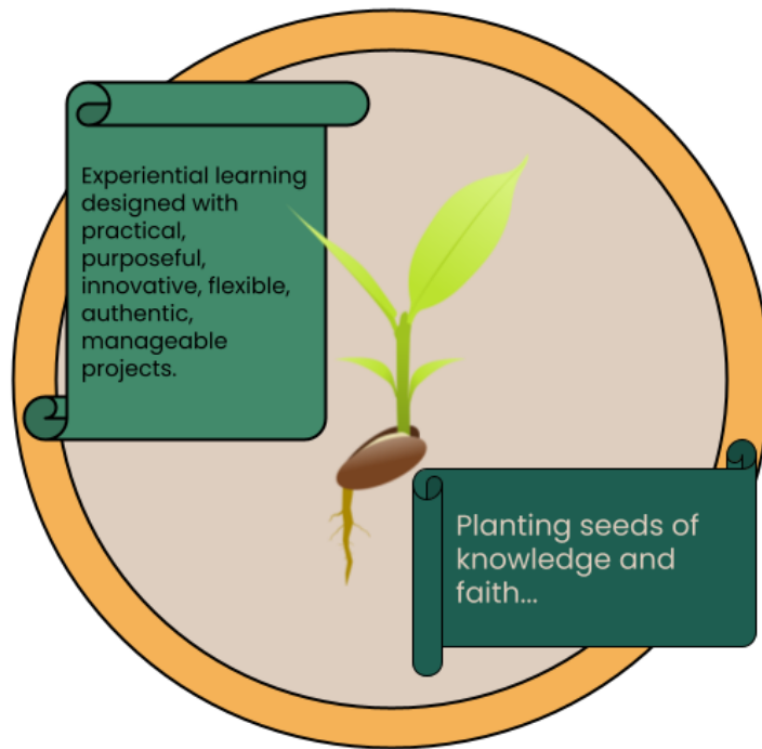 Experiential learning
designed with
practical,
purposeful,
innovative, flexible,
authentic,
manageable
projects.
Planting seeds of
knowledge and
faith...